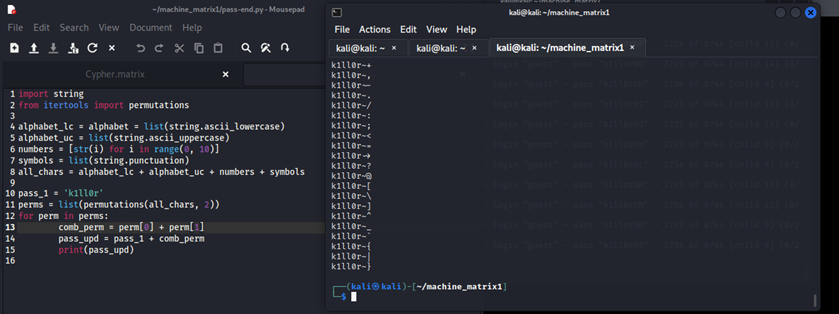 ~/machine_matrix1/pass-end.py - Mousepad
File Edit Search View Document Help
Cypher.matrix
1 import string
2 from itertools import permutations
3
4 alphabet_lc = alphabet = list(string.ascii_lowercase)
5 alphabet_uc = list(string.ascii_uppercase)
6 numbers = [str(i) for i in range(0, 10)]
7 symbols = list(string.punctuation)
8 all_chars = alphabet_lc + alphabet_uc + numbers + symbols
9
10 pass_1 = 'k1ll0r'
11 perms = list(permutations(all_chars, 2))
12 for perm in perms:
13 comb_perm = perm[0] + perm[1]
14 pass_upd = pass_1 + comb_perm
15 print(pass_upd)
16
kali@kali: ~/machine_matrix1
File Actions Edit View Help
kali@kali: ~ × kali@kali: ~ × kali@kali: ~/machine_matrix1 ×
k1ll0r~+
k1ll0r~,
k1ll0r~-
k1ll0r~.
k1ll0r~/
k1ll0r~:
k1ll0r~;
k1ll0r~<
k1ll0r~=
k1ll0r~>
k1ll0r~?
k1ll0r~@
k1ll0r~[
k1ll0r~\
k1ll0r~]
k1ll0r~^
k1ll0r~_
k1ll0r~`
k1ll0r~{
k1ll0r~|
k1ll0r~}
(kali㉿kali)-[~/machine_matrix1]
$